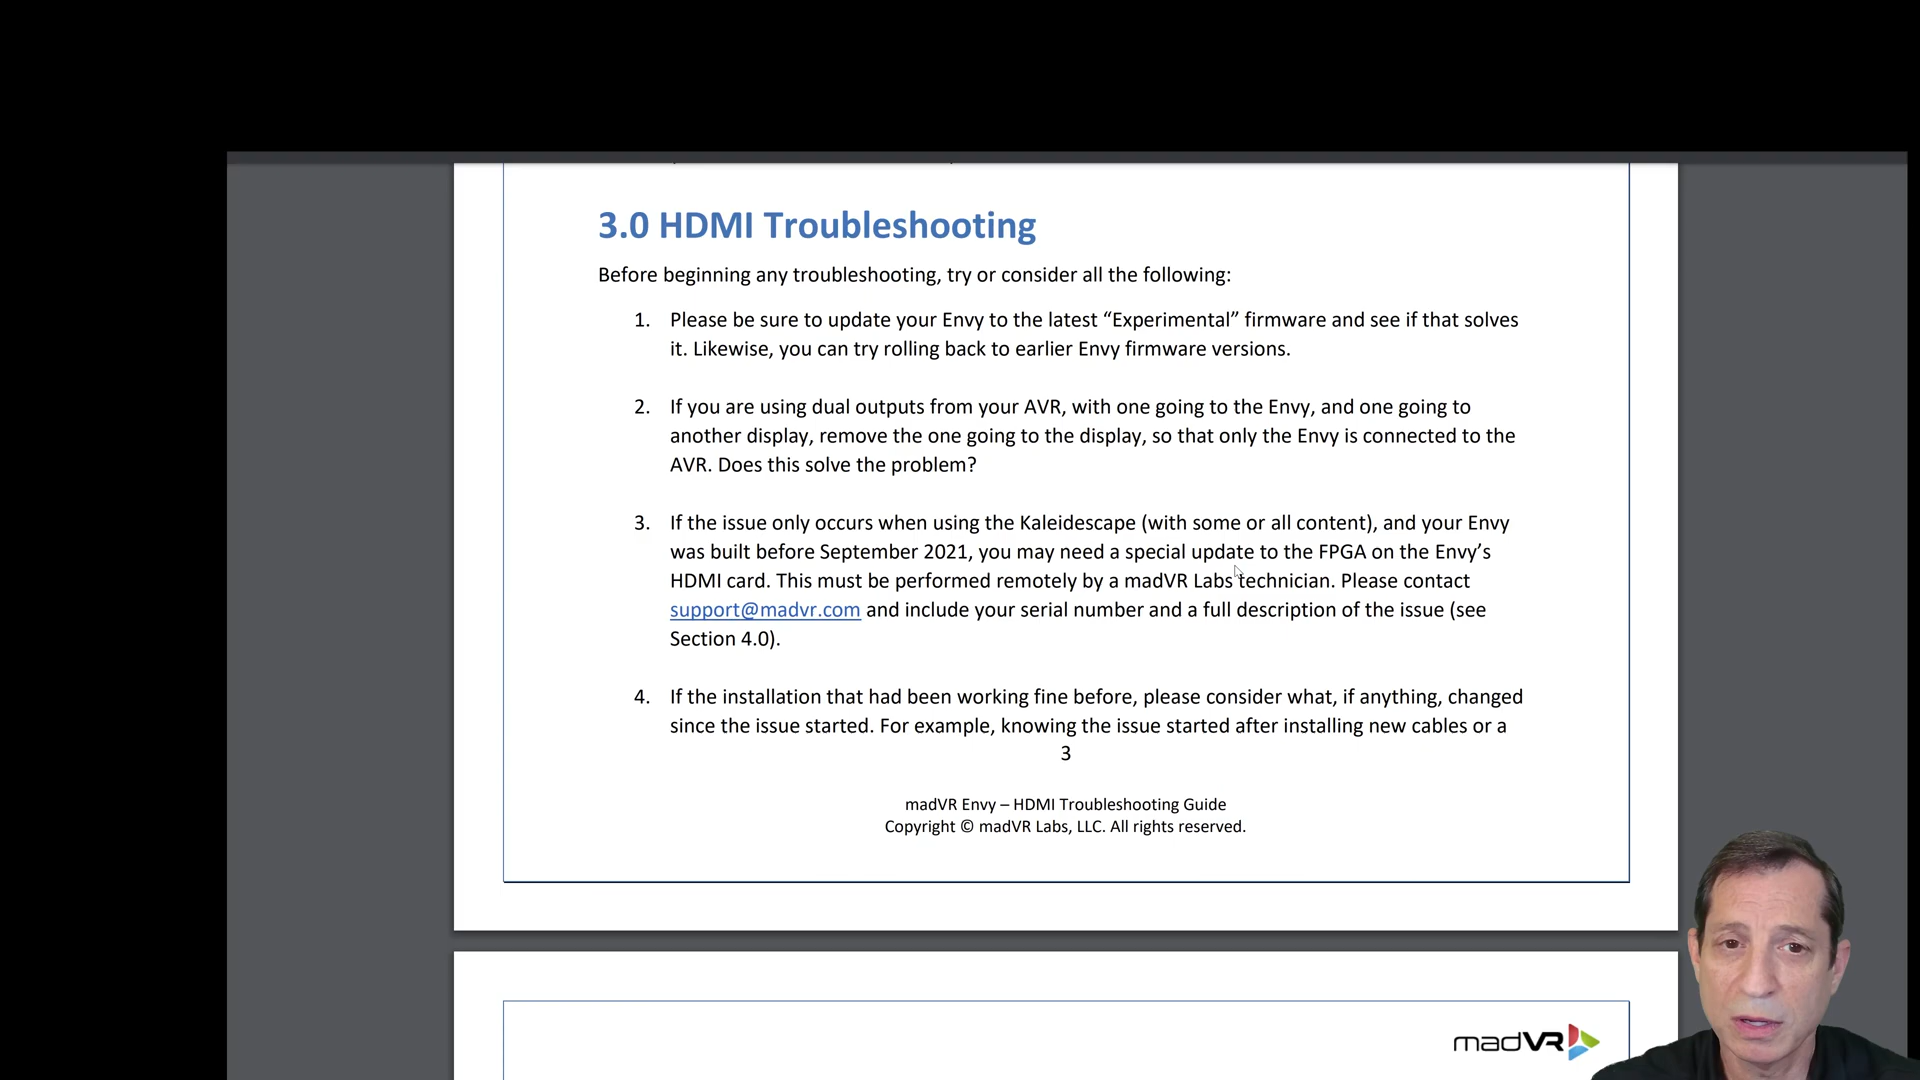 3.0 HDMI Troubleshooting
Before beginning any troubleshooting, try or consider all the following:
1. Please be sure to update your Envy to the latest “Experimental” firmware and see if that solves
it. Likewise, you can try rolling back to earlier Envy firmware versions.
2. If you are using dual outputs from your AVR, with one going to the Envy, and one going to
another display, remove the one going to the display, so that only the Envy is connected to the
AVR. Does this solve the problem?
3. If the issue only occurs when using the Kaleidescape (with some or all content), and your Envy
was built before September 2021, you may need a special update to the FPGA on the Envy’s
HDMI card. This must be performed remotely by a madVR Labs technician. Please contact
support@madvr.com and include your serial number and a full description of the issue (see
Section 4.0).
4. If the installation that had been working fine before, please consider what, if anything, changed
since the issue started. For example, knowing the issue started after installing new cables or a
3
madVR Envy – HDMI Troubleshooting Guide
Copyright © madVR Labs, LLC. All rights reserved.
madVR